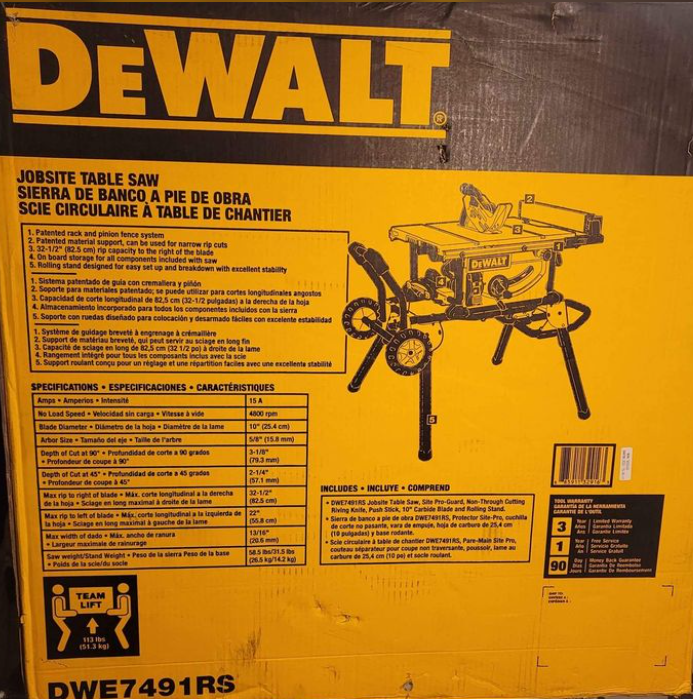 DEWALT®
JOBSITE TABLE SAW
SIERRA DE BANCO A PIE DE OBRA
SCIE CIRCULAIRE À TABLE DE CHANTIER
1. Patented rack and pinion fence system
2. Patented material support, can be used for narrow rip cuts
3. 32-1/2" (82.5 cm) rip capacity to the right of the blade
4. On board storage for all components included with saw
5. Rolling stand designed for easy set up and breakdown with excellent stability
1. Sistema patentado de guía con cremallera y piñón
2. Soporte para materiales patentado; se puede utilizar para cortes longitudinales angostos
3. Capacidad de corte longitudinal de 82,5 cm (32-1/2 pulgadas) a la derecha de la hoja
4. Almacenamiento incorporado para todos los componentes incluidos con la sierra
5. Soporte con ruedas diseñado para colocación y desarmado fáciles con excelente estabilidad
1. Système de guidage breveté à engrenage à crémaillère
2. Support de matériau breveté, qui peut servir au sciage en long fin
3. Capacité de sciage en long de 82,5 cm (32 1/2 po) à droite de la lame
4. Rangement intégré pour tous les composants inclus avec la scie
5. Support roulant conçu pour un réglage et une répartition faciles avec une excellente stabilité
2
3
1
DEWALT
4
5
SPECIFICATIONS • ESPECIFICACIONES • CARACTÉRISTIQUES
Amps • Amperios • Intensité 15 A
No Load Speed • Velocidad sin carga • Vitesse à vide 4800 rpm
Blade Diameter • Diámetro de la hoja • Diamètre de la lame 10" (25.4 cm)
Arbor Size • Tamaño del eje • Taille de l'arbre 5/8" (15.8 mm)
Depth of Cut at 90° • Profundidad de corte a 90 grados 3-1/8"
• Profondeur de coupe à 90° (79.3 mm)
Depth of Cut at 45° • Profundidad de corte a 45 grados 2-1/4"
• Profondeur de coupe à 45° (57.1 mm)
Max rip to right of blade • Máx. corte longitudinal a la derecha 32-1/2"
de la hoja • Sciage en long maximal à droite de la lame (82.5 cm)
Max rip to left of blade • Máx. corte longitudinal a la izquierda de 22"
la hoja • Sciage en long maximal à gauche de la lame (55.8 cm)
Max width of dado • Máx. ancho de ranura 13/16"
• Largeur maximale de rainurage (20.6 mm)
Saw weight/Stand Weight • Peso de la sierra Peso de la base 58.5 lbs/31.5 lbs
• Poids de la scie/du socle (26.5 kg/14.2 kg)
INCLUDES • INCLUYE • COMPREND
• DWE7491RS Jobsite Table Saw, Site Pro-Guard, Non-Through Cutting
Riving Knife, Push Stick, 10" Carbide Blade and Rolling Stand.
• Sierra de banco a pie de obra DWE7491RS, Protector Site-Pro, cuchilla
de corte no pasante, vara de empuje, hoja de carburo de 25,4 cm
(10 pulgadas) y base rodante.
• Scie circulaire à table de chantier DWE7491RS, Pare-Main Site Pro,
couteau séparateur pour coupe non traversante, poussoir, lame au
carbure de 25,4 cm (10 po) et socle roulant.
TOOL WARRANTY
GARANTÍA DE LA HERRAMIENTA
GARANTIE DE L'OUTIL
3 Year Limited Warranty
Años Garantía Limitada
Ans Garantie Limitée
1 Year Free Service
Año Servicio Gratuito
An Service Gratuit
90 Day Money Back Guarantee
Días Garantía De Reembolso
Jours Garantie De Remboursement
TEAM
LIFT
113 lbs
(51.3 kg)
DWE7491RS